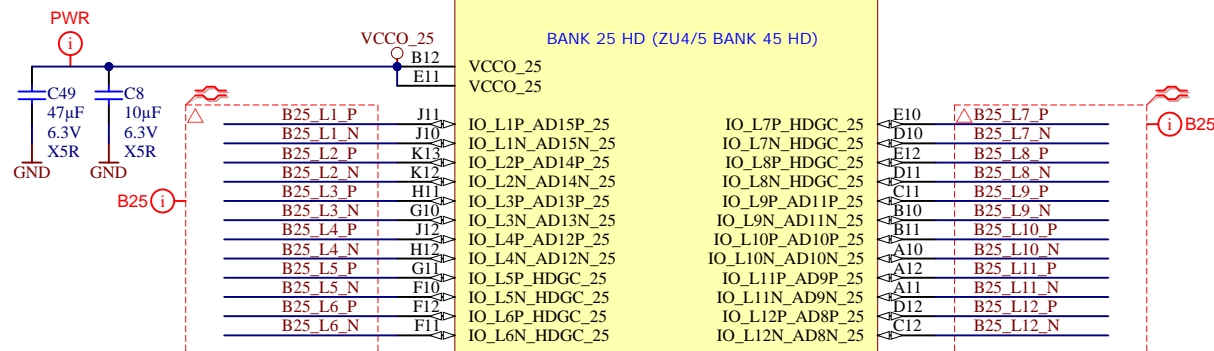 PWR
i
VCCO_25
BANK 25 HD (ZU4/5 BANK 45 HD)
B12 VCCO_25
E11 VCCO_25
C49 C8
47µF 10µF
6.3V 6.3V
X5R X5R
GND GND
B25_L1_P J11 IO_L1P_AD15P_25 IO_L7P_HDGC_25 E10 B25_L7_P
i B25
B25_L1_N J10 IO_L1N_AD15N_25 IO_L7N_HDGC_25 D10 B25_L7_N
B25_L2_P K13 IO_L2P_AD14P_25 IO_L8P_HDGC_25 E12 B25_L8_P
B25_L2_N K12 IO_L2N_AD14N_25 IO_L8N_HDGC_25 D11 B25_L8_N
B25 i
B25_L3_P H11 IO_L3P_AD13P_25 IO_L9P_AD11P_25 C11 B25_L9_P
B25_L3_N G10 IO_L3N_AD13N_25 IO_L9N_AD11N_25 B10 B25_L9_N
B25_L4_P J12 IO_L4P_AD12P_25 IO_L10P_AD10P_25 B11 B25_L10_P
B25_L4_N H12 IO_L4N_AD12N_25 IO_L10N_AD10N_25 A10 B25_L10_N
B25_L5_P G11 IO_L5P_HDGC_25 IO_L11P_AD9P_25 A12 B25_L11_P
B25_L5_N F10 IO_L5N_HDGC_25 IO_L11N_AD9N_25 A11 B25_L11_N
B25_L6_P F12 IO_L6P_HDGC_25 IO_L12P_AD8P_25 D12 B25_L12_P
B25_L6_N F11 IO_L6N_HDGC_25 IO_L12N_AD8N_25 C12 B25_L12_N